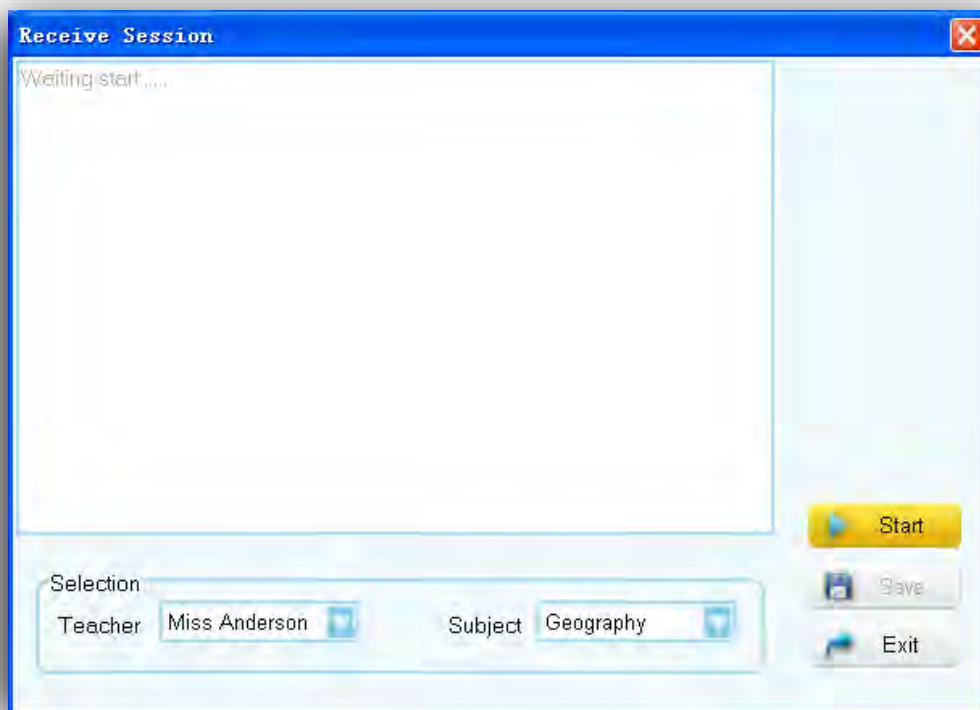 Receive Session
Waiting start.....
Start
Selection
Save
Teacher Miss Anderson Subject Geography
Exit